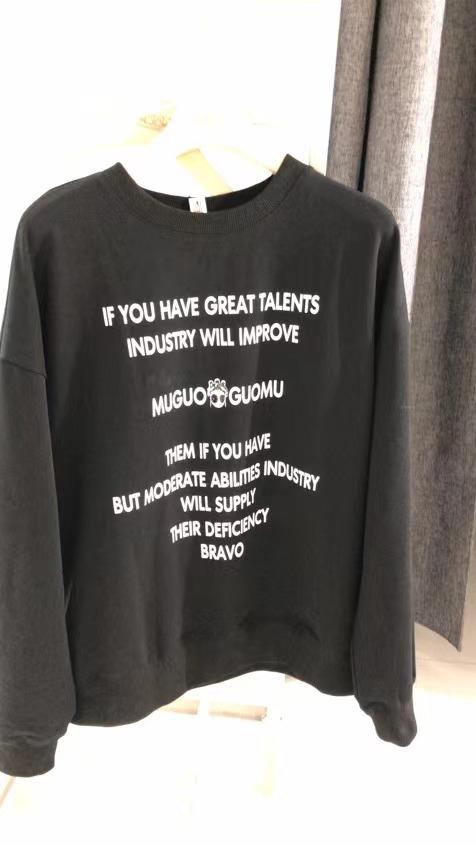 IF YOU HAVE GREAT TALENTS
INDUSTRY WILL IMPROVE
MUGUO GUOMU
THEM IF YOU HAVE
BUT MODERATE ABILITIES INDUSTRY
WILL SUPPLY
THEIR DEFICIENCY
BRAVO